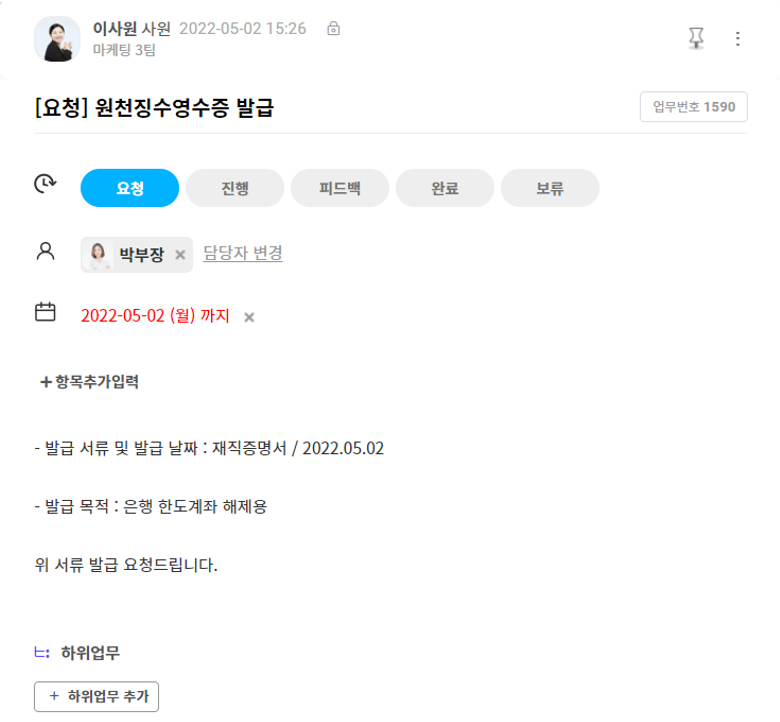 이사원 사원 2022-05-02 15:26
마케팅 3팀
[요청] 원천징수영수증 발급
업무번호 1590
요청 진행 피드백 완료 보류
박부장 × 담당자 변경
2022-05-02 (월) 까지 ×
+ 항목추가입력
- 발급 서류 및 발급 날짜 : 재직증명서 / 2022.05.02
- 발급 목적 : 은행 한도계좌 해제용
위 서류 발급 요청드립니다.
하위업무
+ 하위업무 추가